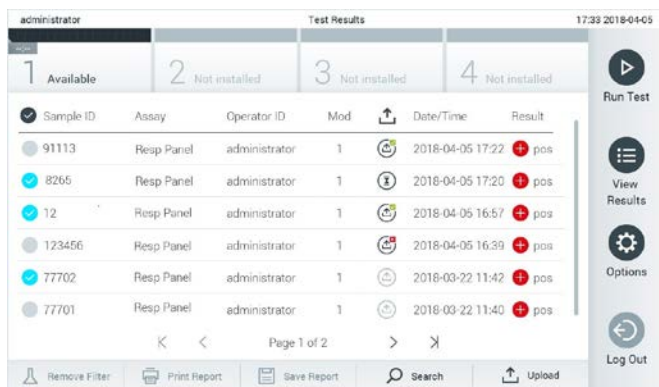 administrator Test Results 17:33 2018-04-05
1 Available 2 Not installed 3 Not installed 4 Not installed
Run Test
Sample ID Assay Operator ID Mod Date/Time Result
91113 Resp Panel administrator 1 2018-04-05 17:22 pos
8265 Resp Panel administrator 1 2018-04-05 17:20 pos
View Results
12 Resp Panel administrator 1 2018-04-05 16:57 pos
123456 Resp Panel administrator 1 2018-04-05 16:39 pos
Options
77702 Resp Panel administrator 1 2018-03-22 11:42 pos
77701 Resp Panel administrator 1 2018-03-22 11:40 pos
Page 1 of 2
Log Out
Remove Filter Print Report Save Report Search Upload